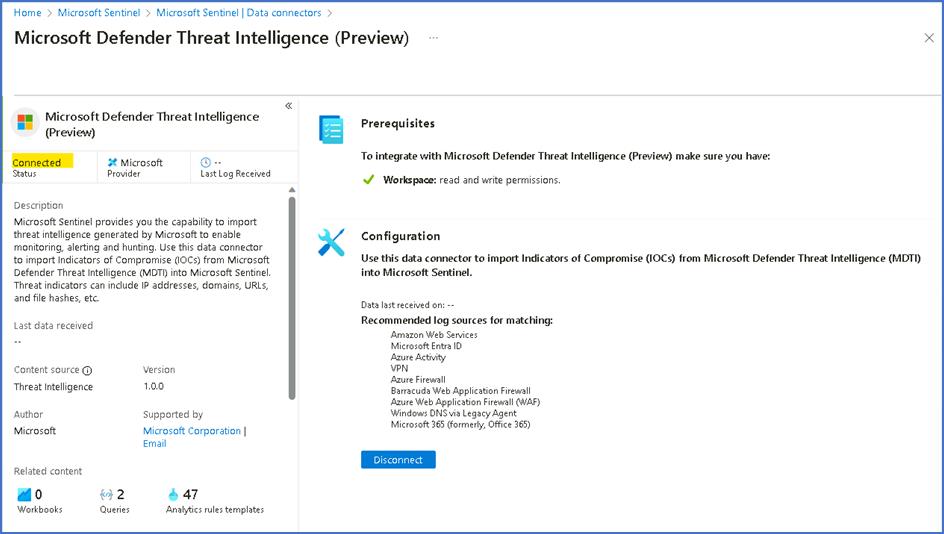 Home > Microsoft Sentinel > Microsoft Sentinel | Data connectors >
Microsoft Defender Threat Intelligence (Preview) ...
Microsoft Defender Threat Intelligence
(Preview)
Connected
Status
Microsoft
Provider
--
Last Log Received
Description
Microsoft Sentinel provides you the capability to import
threat intelligence generated by Microsoft to enable
monitoring, alerting and hunting. Use this data connector
to import Indicators of Compromise (IOCs) from Microsoft
Defender Threat Intelligence (MDTI) into Microsoft Sentinel.
Threat indicators can include IP addresses, domains, URLs,
and file hashes, etc.
Last data received
--
Content source
Threat Intelligence
Version
1.0.0
Author
Microsoft
Supported by
Microsoft Corporation |
Email
Related content
0
Workbooks
2
Queries
47
Analytics rules templates
Prerequisites
To integrate with Microsoft Defender Threat Intelligence (Preview) make sure you have:
Workspace: read and write permissions.
Configuration
Use this data connector to import Indicators of Compromise (IOCs) from Microsoft Defender Threat Intelligence (MDTI)
into Microsoft Sentinel.
Data last received on: --
Recommended log sources for matching:
Amazon Web Services
Microsoft Entra ID
Azure Activity
VPN
Azure Firewall
Barracuda Web Application Firewall
Azure Web Application Firewall (WAF)
Windows DNS via Legacy Agent
Microsoft 365 (formerly, Office 365)
Disconnect